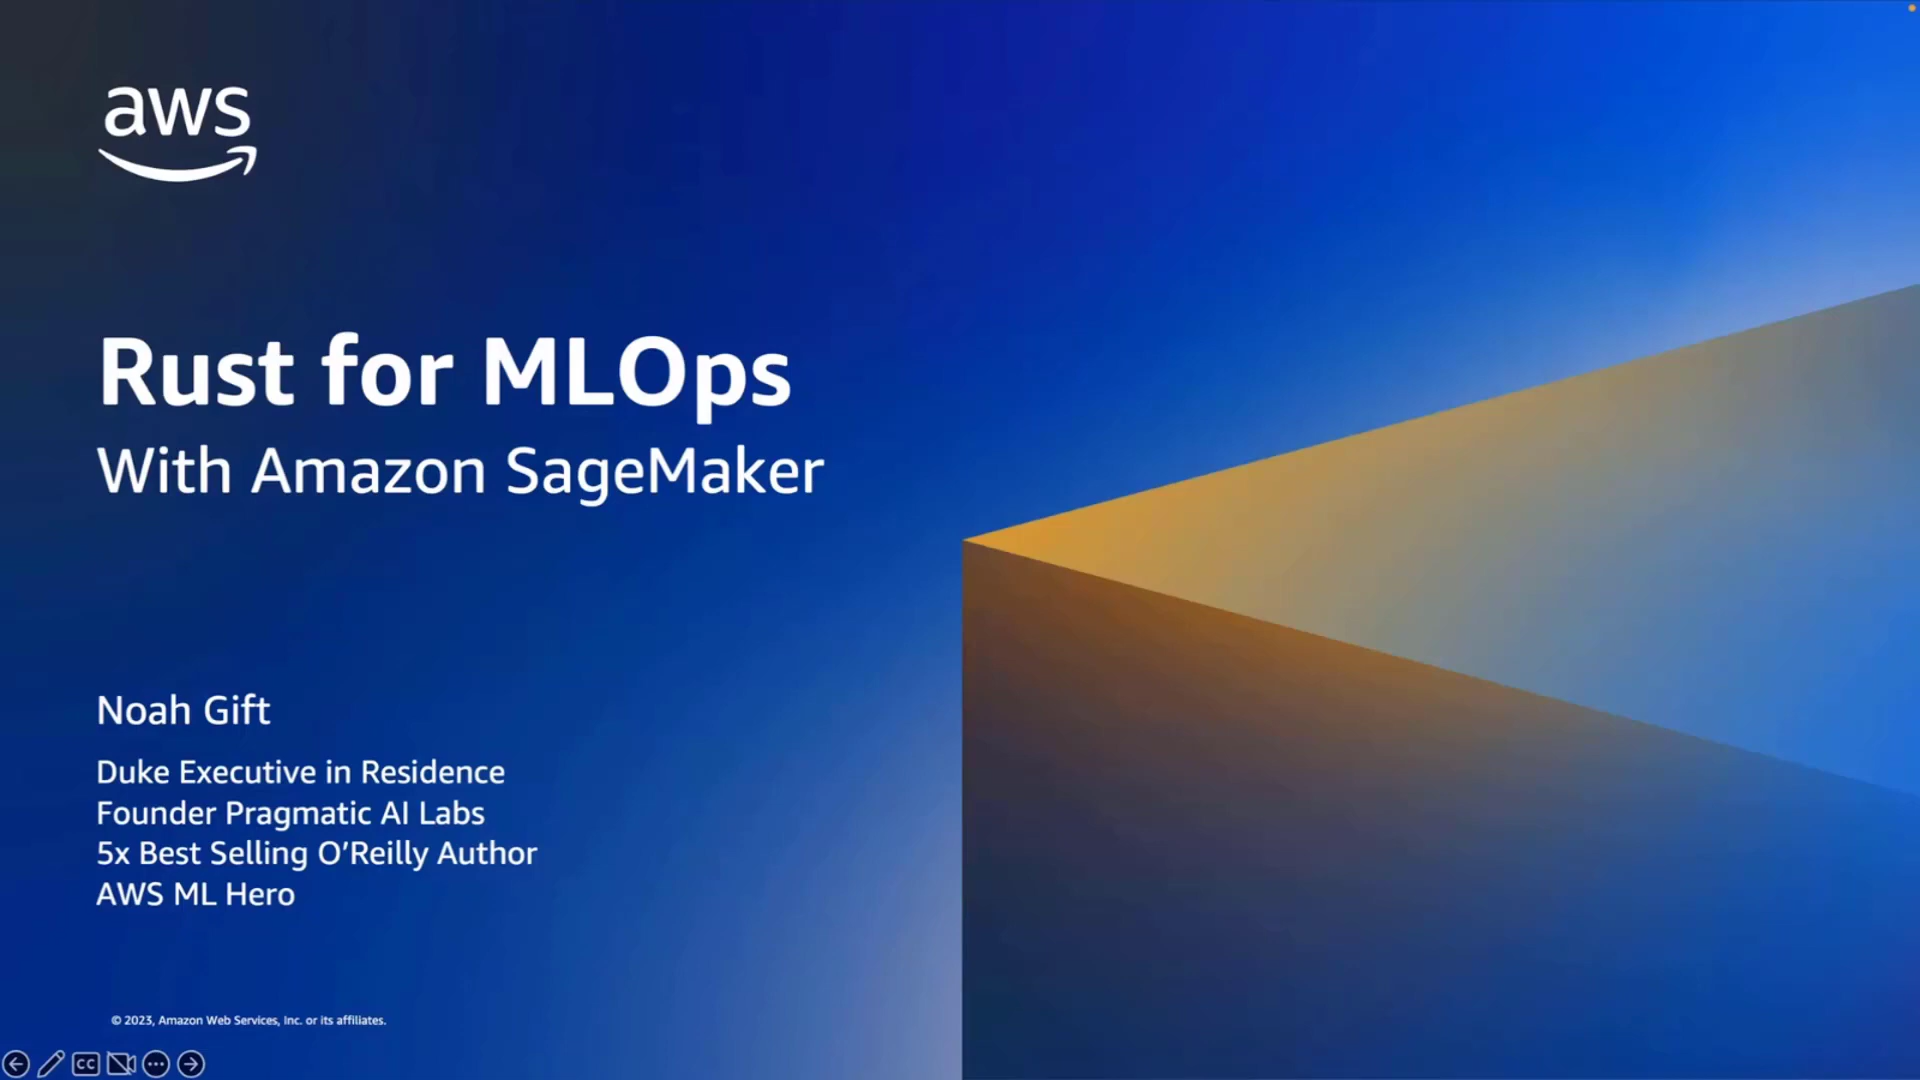 aws
Rust for MLOps
With Amazon SageMaker
Noah Gift
Duke Executive in Residence
Founder Pragmatic AI Labs
5x Best Selling O’Reilly Author
AWS ML Hero
© 2023, Amazon Web Services, Inc. or its affiliates.
CC